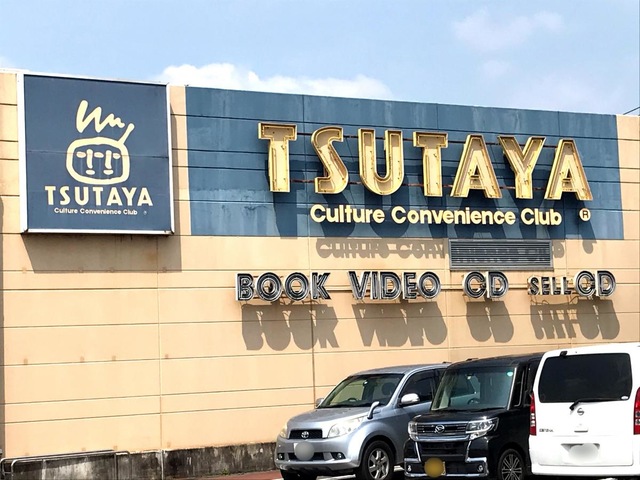 TSUTAYA
Culture Convenience Club
TSUTAYA
Culture Convenience Club ®
BOOK VIDEO CD SELL CD